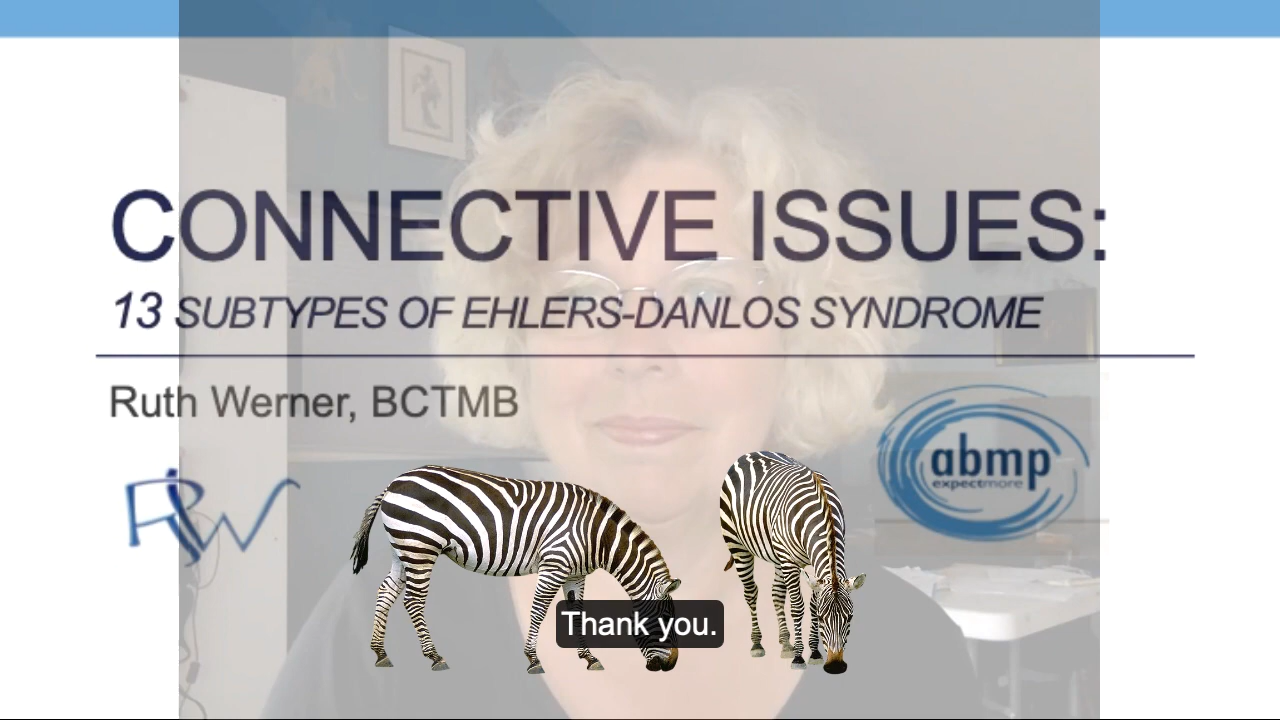 CONNECTIVE ISSUES:
13 SUBTYPES OF EHLERS-DANLOS SYNDROME
Ruth Werner, BCTMB
RW
abmp
expectmore
Thank you.